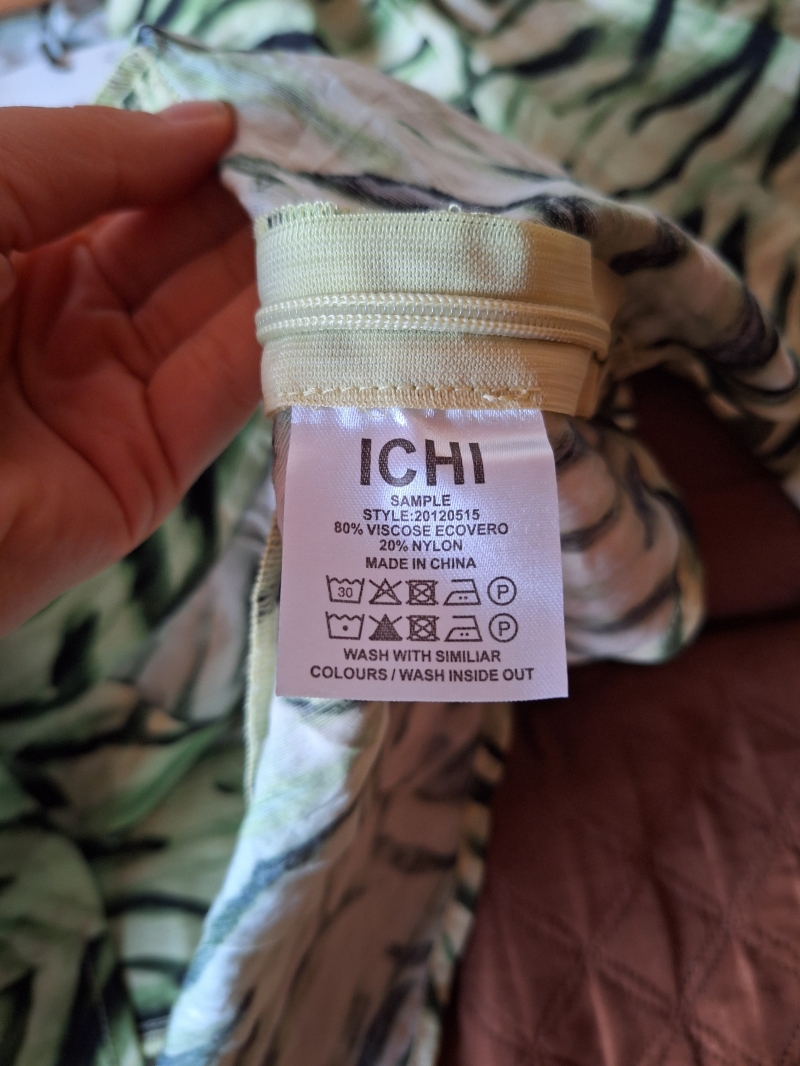 ICHI
SAMPLE
STYLE:20120515
80% VISCOSE ECOVERO
20% NYLON
MADE IN CHINA
30 P
P
WASH WITH SIMILIAR
COLOURS / WASH INSIDE OUT